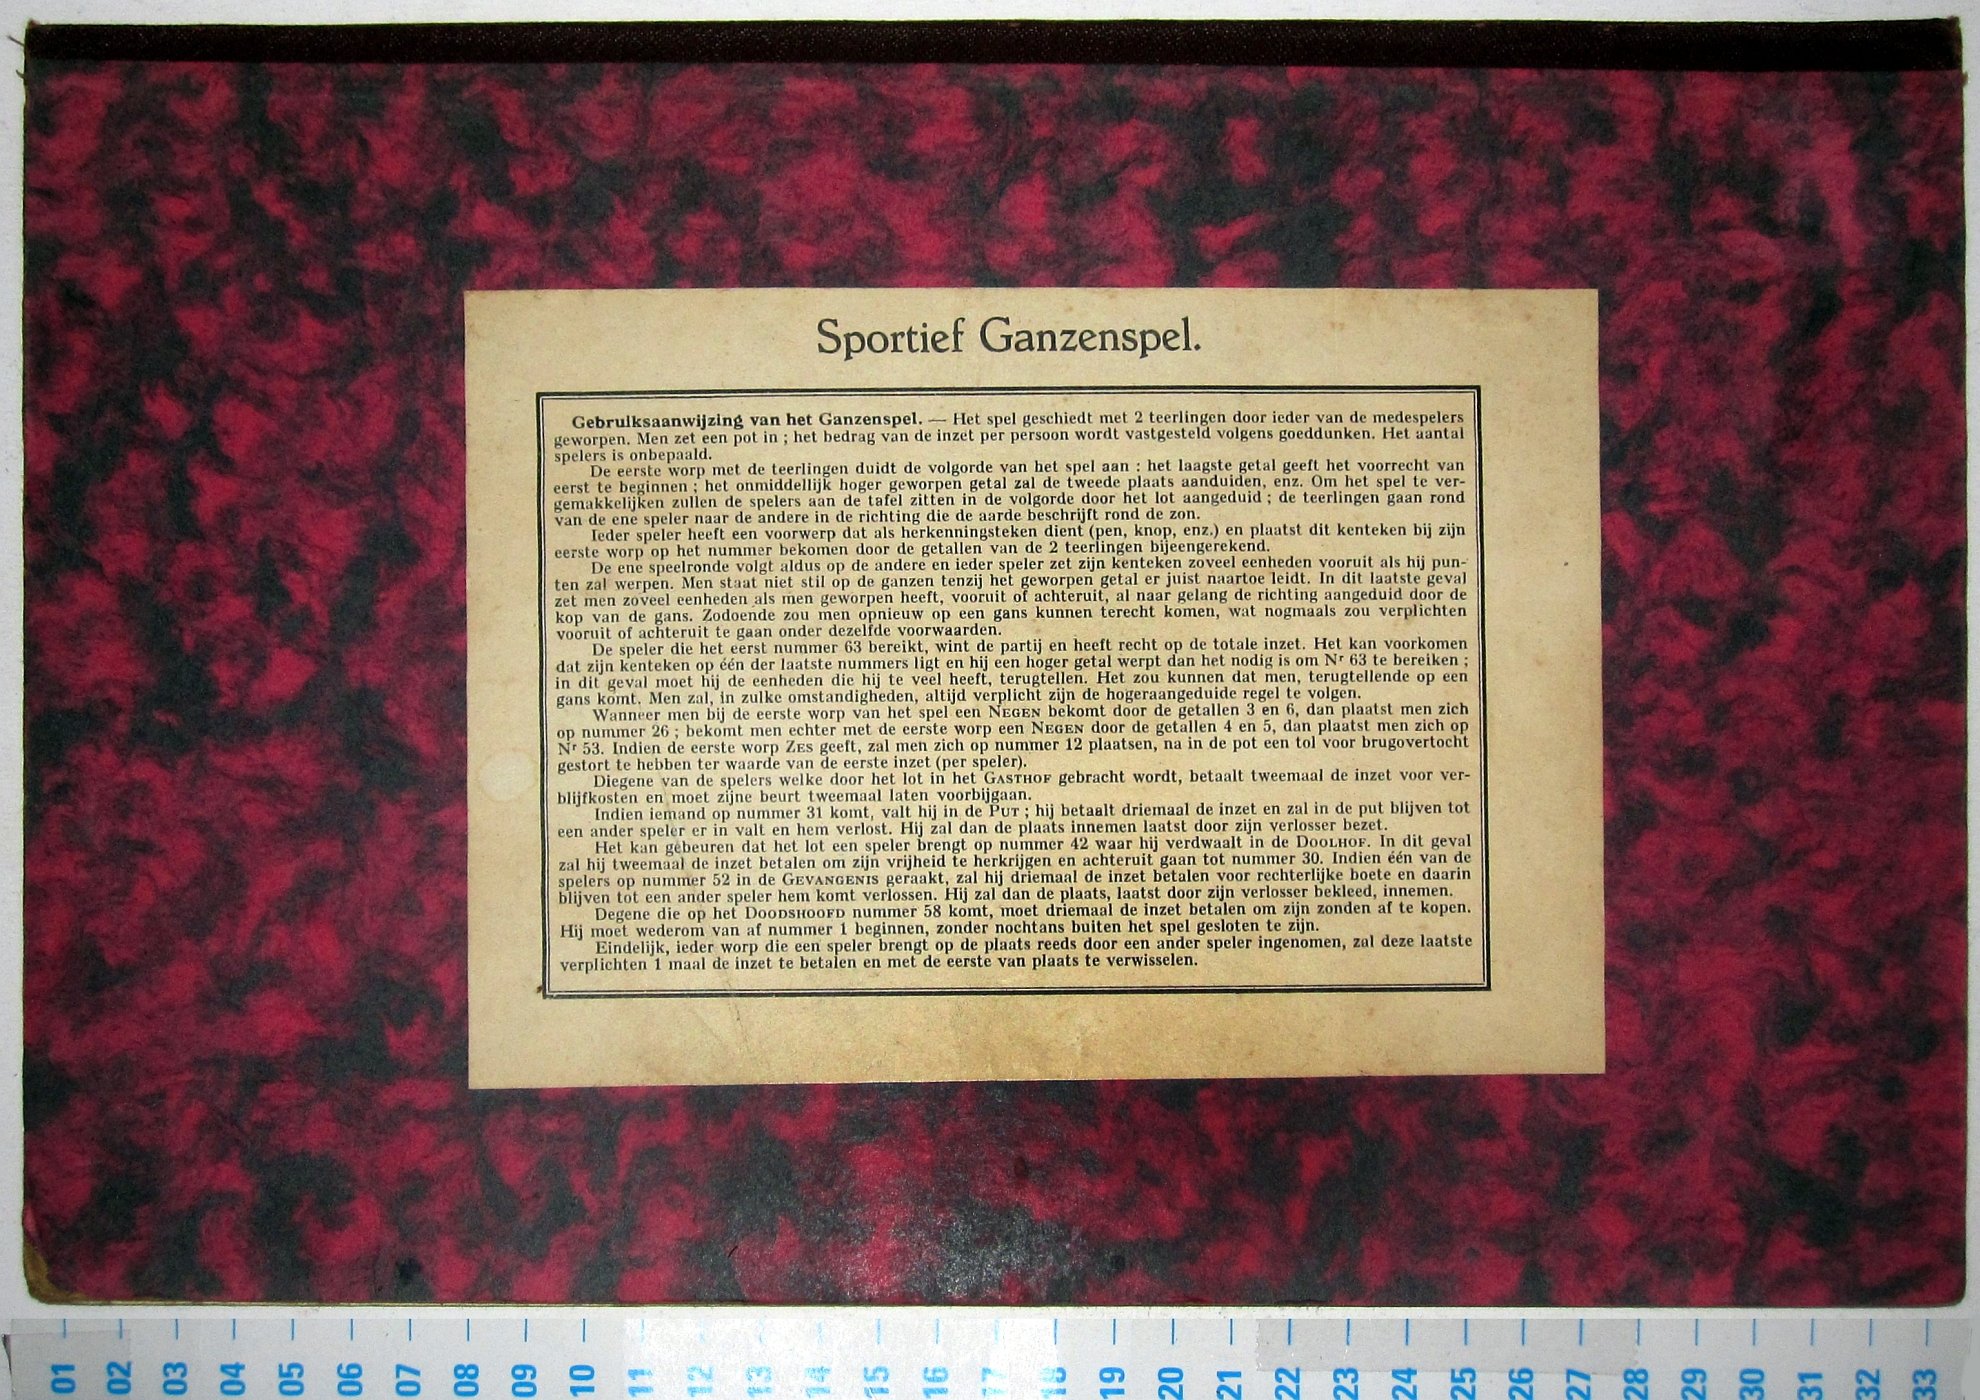 Sportief Ganzenspel.
Gebruiksaanwijzing van het Ganzenspel. — Het spel geschiedt met 2 teerlingen door ieder van de medespelers
geworpen. Men zet een pot in ; het bedrag van de inzet per persoon wordt vastgesteld volgens goeddunken. Het aantal
spelers is onbepaald.
De eerste worp met de teerlingen duidt de volgorde van het spel aan : het laagste getal geeft het voorrecht van
eerst te beginnen ; het onmiddellijk hoger geworpen getal zal de tweede plaats aanduiden, enz. Om het spel te ver-
gemakkelijken zullen de spelers aan de tafel zitten in de volgorde door het lot aangeduid ; de teerlingen gaan rond
van de ene speler naar de andere in de richting die de aarde beschrijft rond de zon.
Ieder speler heeft een voorwerp dat als herkenningsteken dient (pen, knop, enz.) en plaatst dit kenteken bij zijn
eerste worp op het nummer bekomen door de getallen van de 2 teerlingen bijeengerekend.
De ene speelronde volgt aldus op de andere en ieder speler zet zijn kenteken zoveel eenheden vooruit als hij pun-
ten zal werpen. Men staat niet stil op de ganzen tenzij het geworpen getal er juist naartoe leidt. In dit laatste geval
zet men zoveel eenheden als men geworpen heeft, vooruit of achteruit, al naar gelang de richting aangeduid door de
kop van de gans. Zodoende zou men opnieuw op een gans kunnen terecht komen, wat nogmaals zou verplichten
vooruit of achteruit te gaan onder dezelfde voorwaarden.
De speler die het eerst nummer 63 bereikt, wint de partij en heeft recht op de totale inzet. Het kan voorkomen
dat zijn kenteken op één der laatste nummers ligt en hij een hoger getal werpt dan het nodig is om Nr 63 te bereiken ;
in dit geval moet hij de eenheden die hij te veel heeft, terugtellen. Het zou kunnen dat men, terugtellende op een
gans komt. Men zal, in zulke omstandigheden, altijd verplicht zijn de hogeraangeduide regel te volgen.
Wanneer men bij de eerste worp van het spel een NEGEN bekomt door de getallen 3 en 6, dan plaatst men zich
op nummer 26 ; bekomt men echter met de eerste worp een NEGEN door de getallen 4 en 5, dan plaatst men zich op
Nr 53. Indien de eerste worp ZES geeft, zal men zich op nummer 12 plaatsen, na in de pot een tol voor brugovertocht
gestort te hebben ter waarde van de eerste inzet (per speler).
Diegene van de spelers welke door het lot in het GASTHOF gebracht wordt, betaalt tweemaal de inzet voor ver-
blijfkosten en moet zijne beurt tweemaal laten voorbijgaan.
Indien iemand op nummer 31 komt, valt hij in de PUT ; hij betaalt driemaal de inzet en zal in de put blijven tot
een ander speler er in valt en hem verlost. Hij zal dan de plaats innemen laatst door zijn verlosser bezet.
Het kan gebeuren dat het lot een speler brengt op nummer 42 waar hij verdwaalt in de DOOLHOF. In dit geval
zal hij tweemaal de inzet betalen om zijn vrijheid te herkrijgen en achteruit gaan tot nummer 30. Indien één van de
spelers op nummer 52 in de GEVANGENIS geraakt, zal hij driemaal de inzet betalen voor rechterlijke boete en daarin
blijven tot een ander speler hem komt verlossen. Hij zal dan de plaats, laatst door zijn verlosser bekleed, innemen.
Degene die op het DOODSHOOFD nummer 58 komt, moet driemaal de inzet betalen om zijn zonden af te kopen.
Hij moet wederom van af nummer 1 beginnen, zonder nochtans buiten het spel gesloten te zijn.
Eindelijk, ieder worp die een speler brengt op de plaats reeds door een ander speler ingenomen, zal deze laatste
verplichten 1 maal de inzet te betalen en met de eerste van plaats te verwisselen.
01 02 03 04 05 06 07 08 09 10 11 12 13 14 15 16 17 18 19 20 21 22 23 24 25 26 27 28 29 30 31 32 33